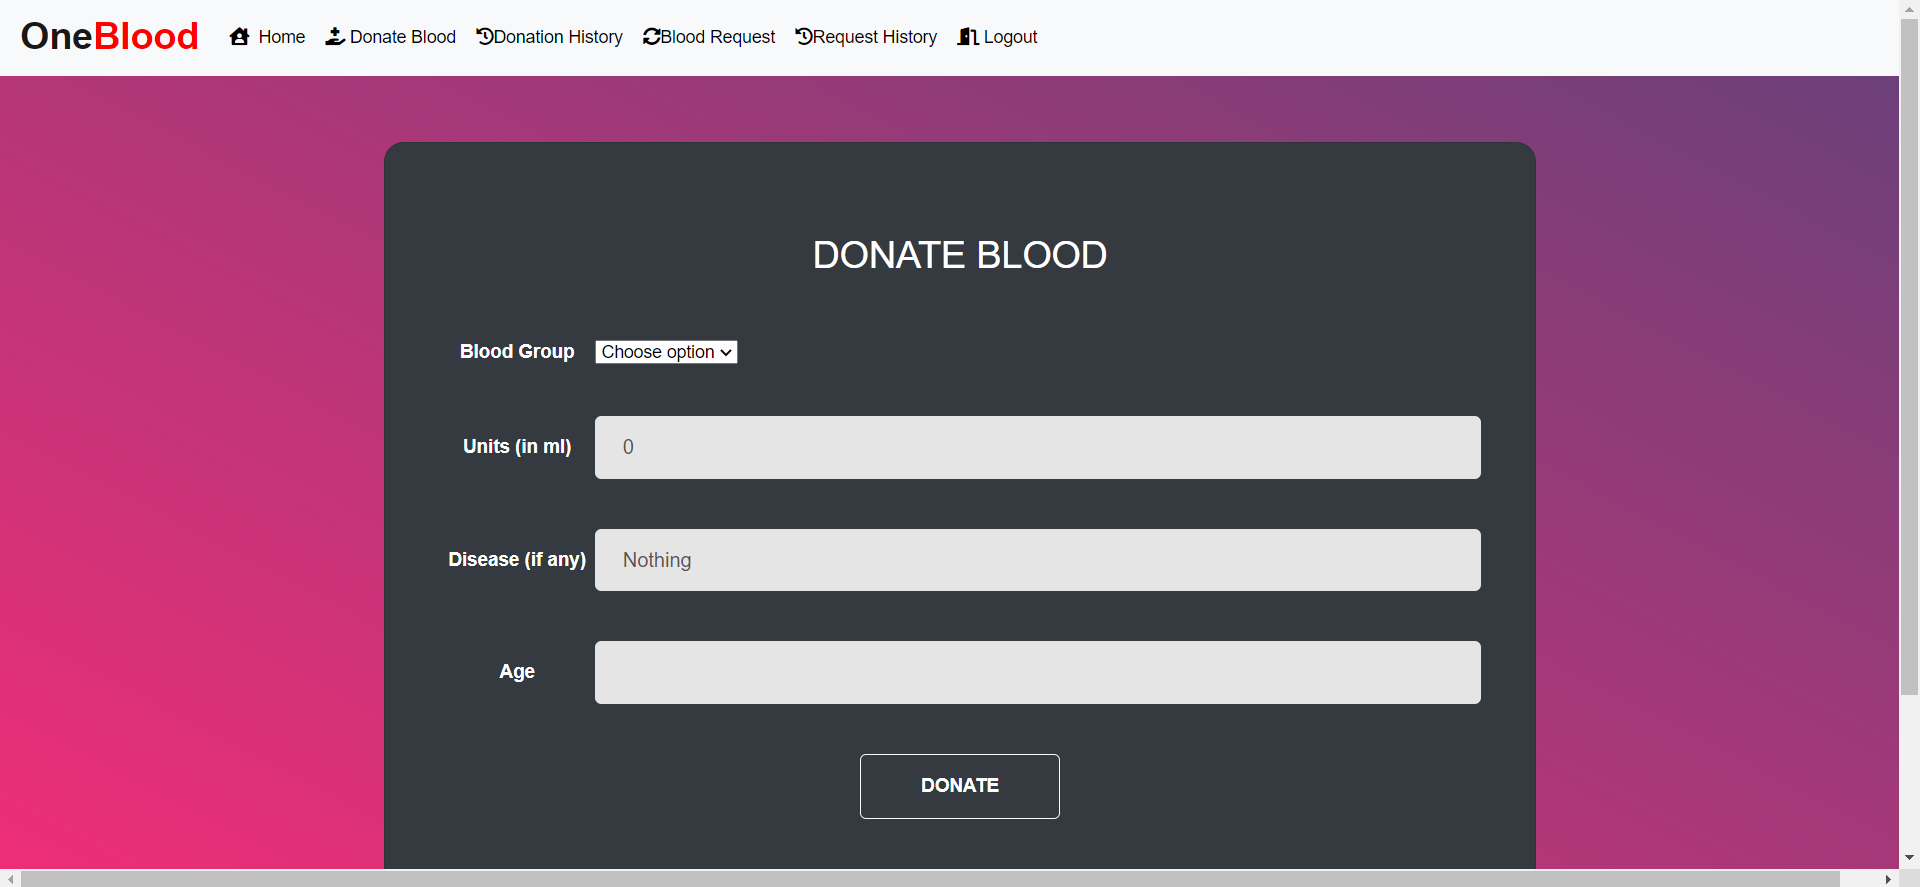 OneBlood Home Donate Blood Donation History Blood Request Request History Logout
DONATE BLOOD
Blood Group Choose option
Units (in ml) 0
Disease (if any) Nothing
Age
DONATE